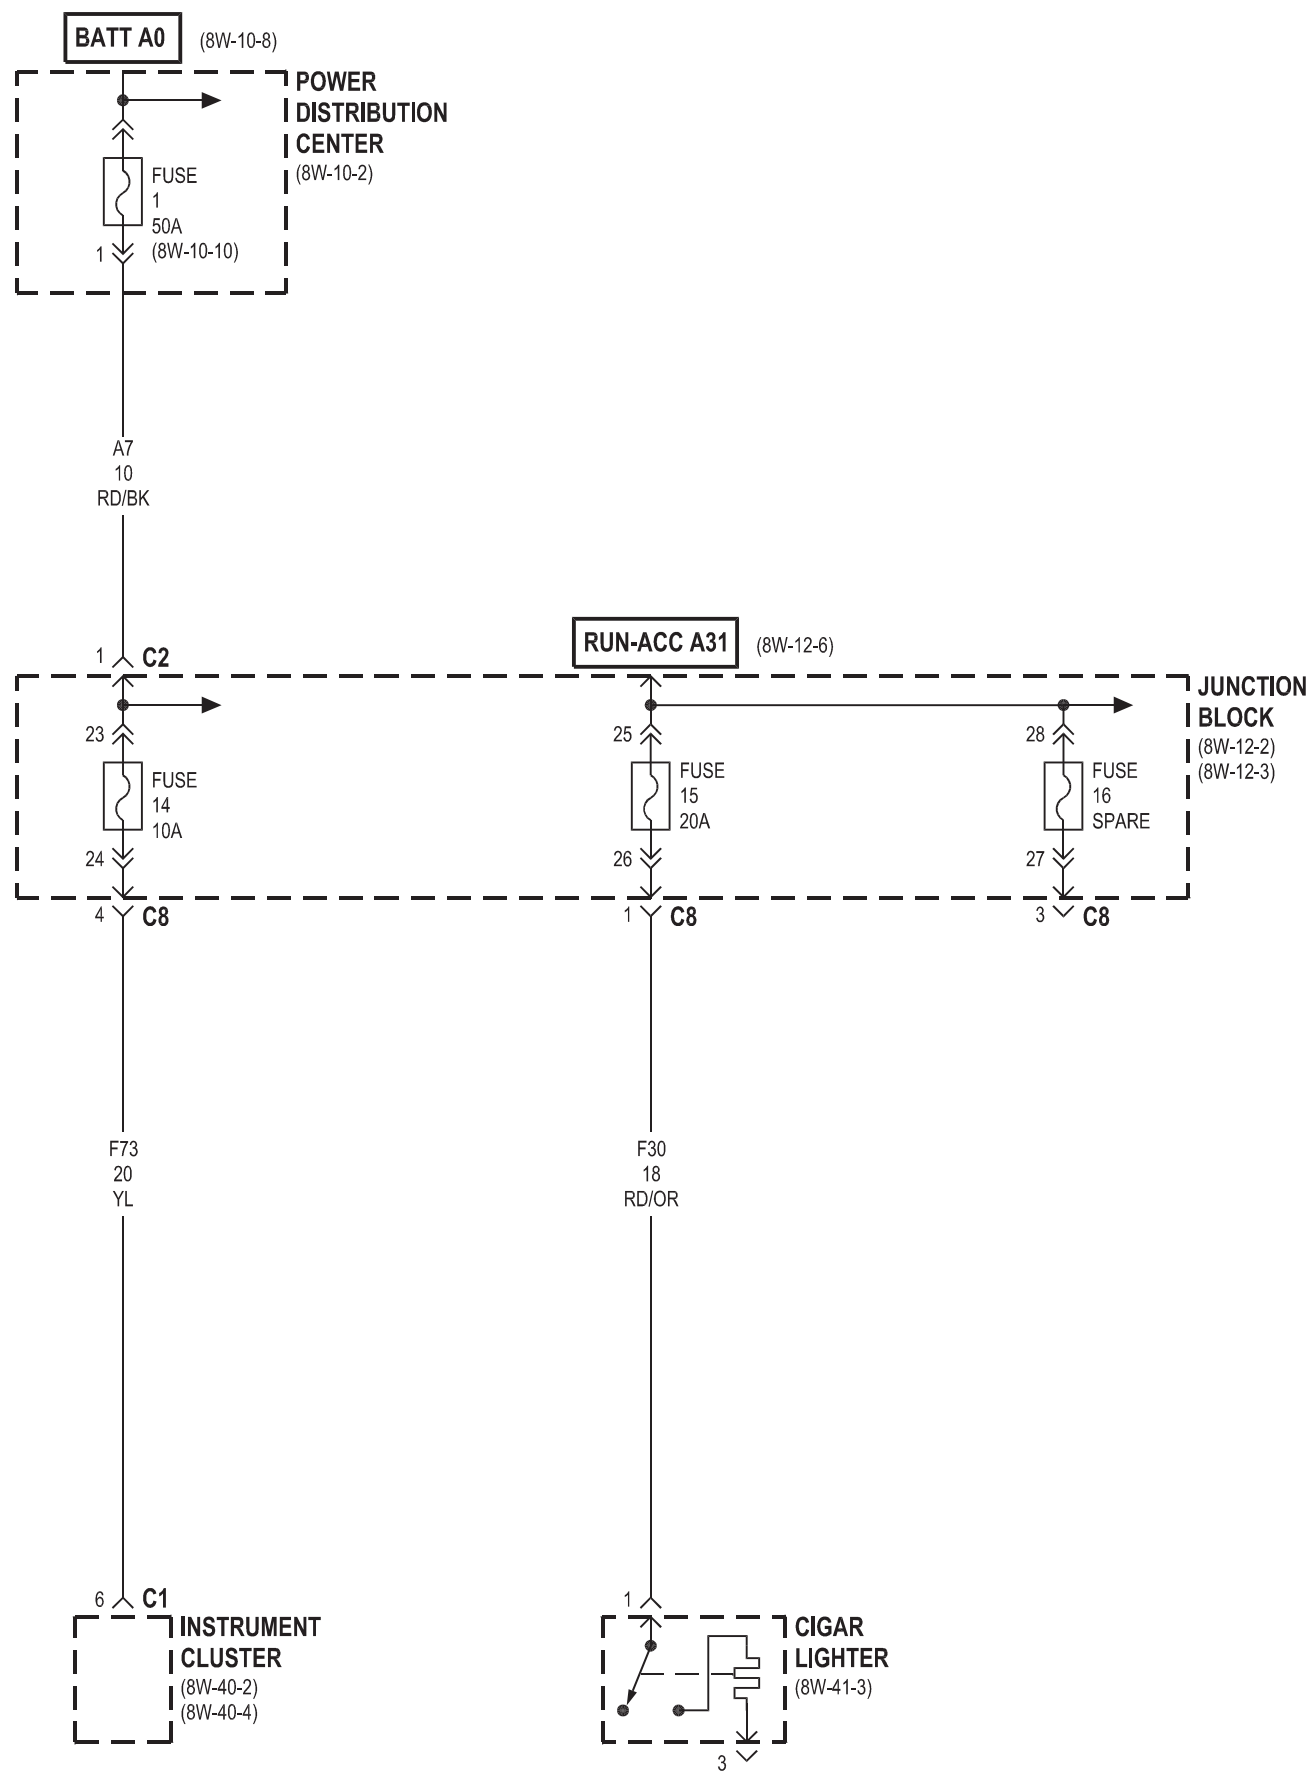 BATT A0
(8W-10-8)
POWER
DISTRIBUTION
CENTER
(8W-10-2)
FUSE
1
50A
(8W-10-10)
1
A7
10
RD/BK
1
C2
RUN-ACC A31
(8W-12-6)
JUNCTION
BLOCK
(8W-12-2)
(8W-12-3)
23
FUSE
14
10A
24
25
FUSE
15
20A
26
28
FUSE
16
SPARE
27
4
C8
1
C8
3
C8
F73
20
YL
F30
18
RD/OR
6
C1
INSTRUMENT
CLUSTER
(8W-40-2)
(8W-40-4)
1
CIGAR
LIGHTER
(8W-41-3)
3